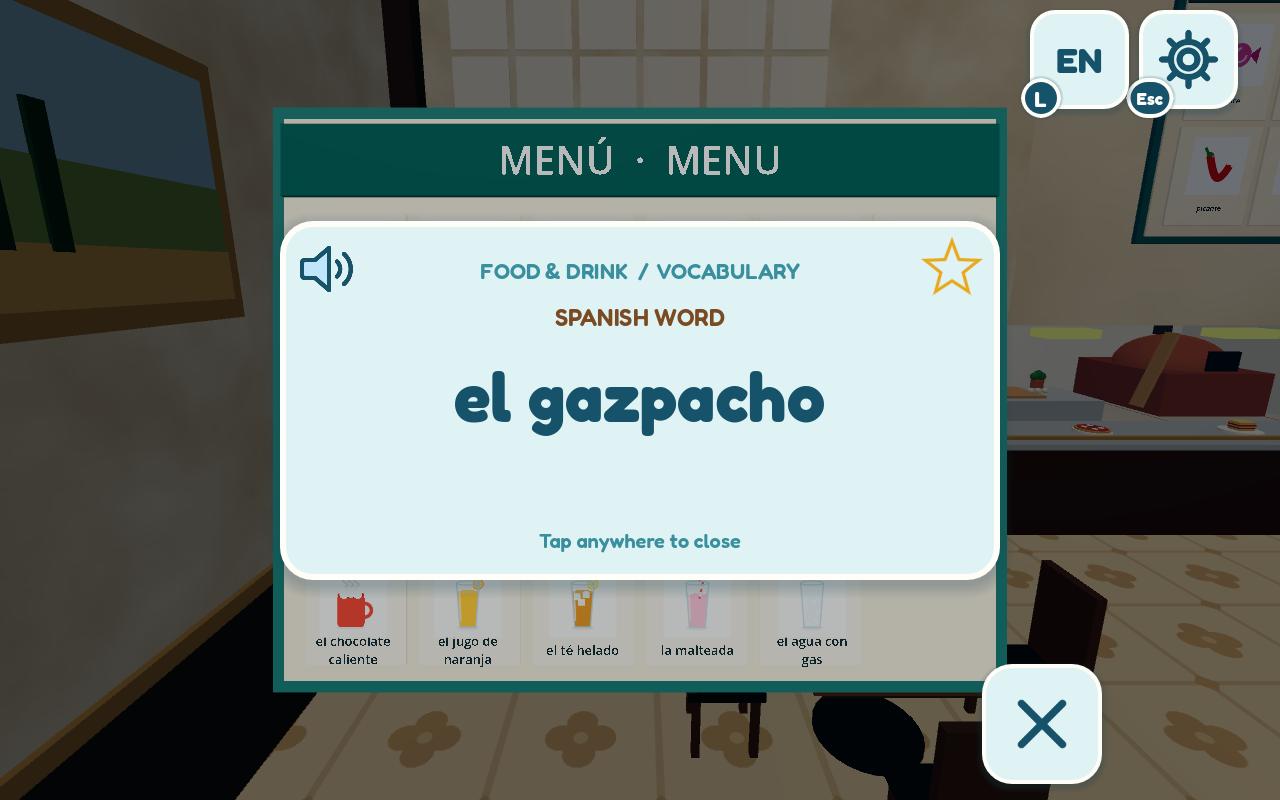 EN
L
Esc
MENÚ · MENU
picante
FOOD & DRINK / VOCABULARY
SPANISH WORD
el gazpacho
Tap anywhere to close
el chocolate
caliente
el jugo de
naranja
el té helado
la malteada
el agua con
gas